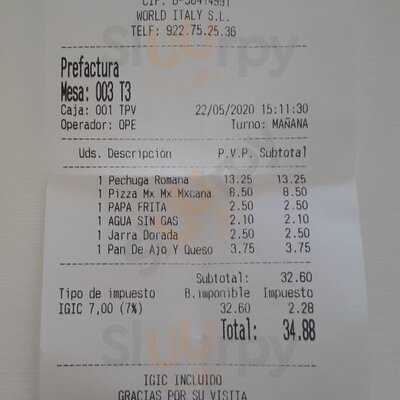 CIF: B-38414991
WORLD ITALY S.L.
TELF: 922.75.25.36
Prefactura
Mesa: 003 T3
Caja: 001 TPV 22/05/2020 15:11:30
Operador: OPE Turno: MAÑANA
Uds. Descripción P.V.P. Subtotal
1 Pechuga Romana 13.25 13.25
1 Pizza Mx Mx Mxcana 8.50 8.50
1 PAPA FRITA 2.50 2.50
1 AGUA SIN GAS 2.10 2.10
1 Jarra Dorada 2.50 2.50
1 Pan De Ajo Y Queso 3.75 3.75
Subtotal: 32.60
Tipo de impuesto B.imponible Impuesto
IGIC 7,00 (7%) 32.60 2.28
Total: 34.88
IGIC INCLUIDO
GRACIAS POR SU VISITA
Sluurpy
Sluurpy